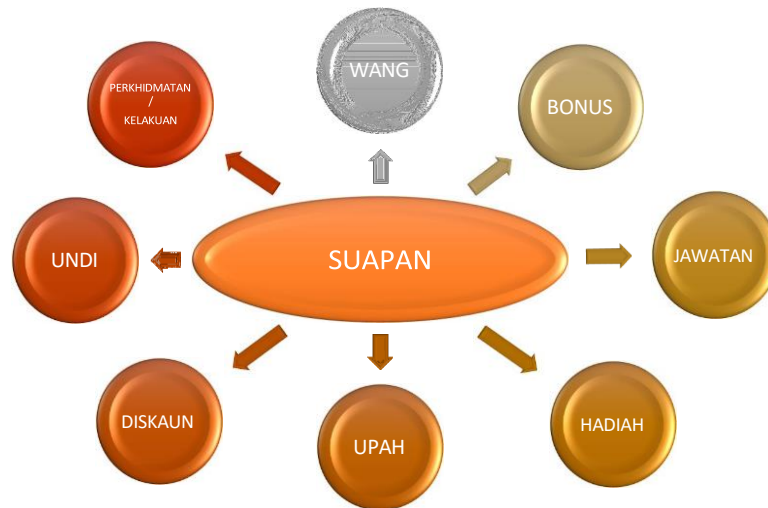 WANG
PERKHIDMATAN
/
KELAKUAN
BONUS
UNDI
SUAPAN
JAWATAN
DISKAUN
UPAH
HADIAH